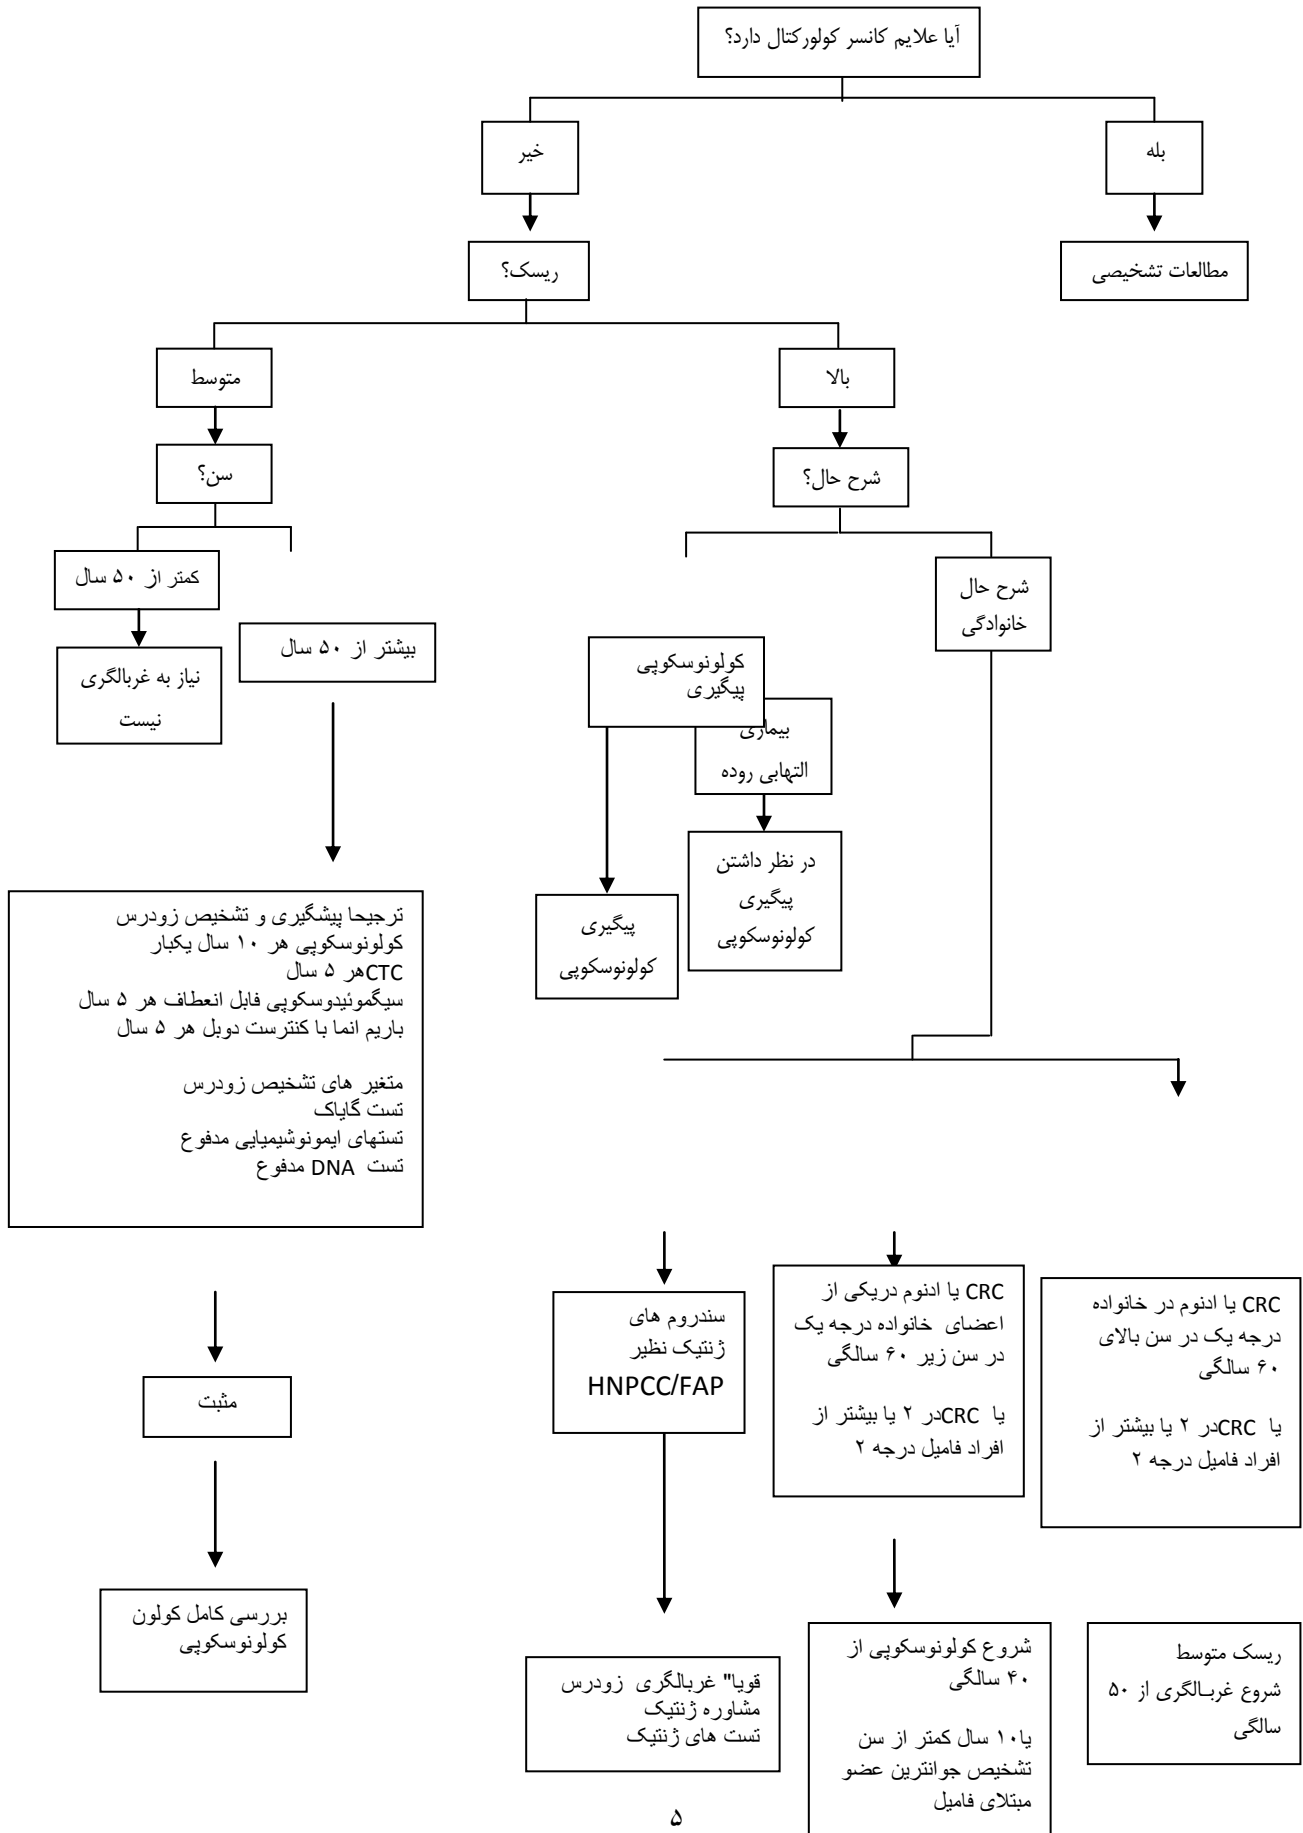 آیا علایم کانسر کولورکتال دارد؟
بله
خیر
مطالعات تشخیصی
ریسک؟
بالا
متوسط
شرح حال؟
سن؟
شرح حال
خانوادگی
کمتر از ۵۰ سال
بیشتر از ۵۰ سال
نیاز به غربالگری
نیست
کولونوسکوپی
پیگیری
بیماری
التهابی روده
در نظر داشتن
پیگیری
کولونوسکوپی
پیگیری
کولونوسکوپی
ترجیحا پیشگیری و تشخیص زودرس
کولونوسکوپی هر ۱۰ سال یکبار
CTCهر ۵ سال
سیگموئیدوسکوپی فابل انعطاف هر ۵ سال
باریم انما با کنترست دوبل هر ۵ سال
متغیر های تشخیص زودرس
تست گایاک
تستهای ایمونوشیمیایی مدفوع
تست DNA مدفوع
CRC یا ادنوم در خانواده
درجه یک در سن بالای
۶۰ سالگی
یا CRCدر ۲ یا بیشتر از
افراد فامیل درجه ۲
CRC یا ادنوم دریکی از
اعضای خانواده درجه یک
در سن زیر ۶۰ سالگی
یا CRCدر ۲ یا بیشتر از
افراد فامیل درجه ۲
سندروم های
ژنتیک نظیر
HNPCC/FAP
مثبت
بررسی کامل کولون
کولونوسکوپی
ریسک متوسط
شروع غربالگری از ۵۰
سالگی
شروع کولونوسکوپی از
۴۰ سالگی
یا۱۰ سال کمتر از سن
تشخیص جوانترین عضو
مبتلای فامیل
قویا" غربالگری زودرس
مشاوره ژنتیک
تست های ژنتیک
۵